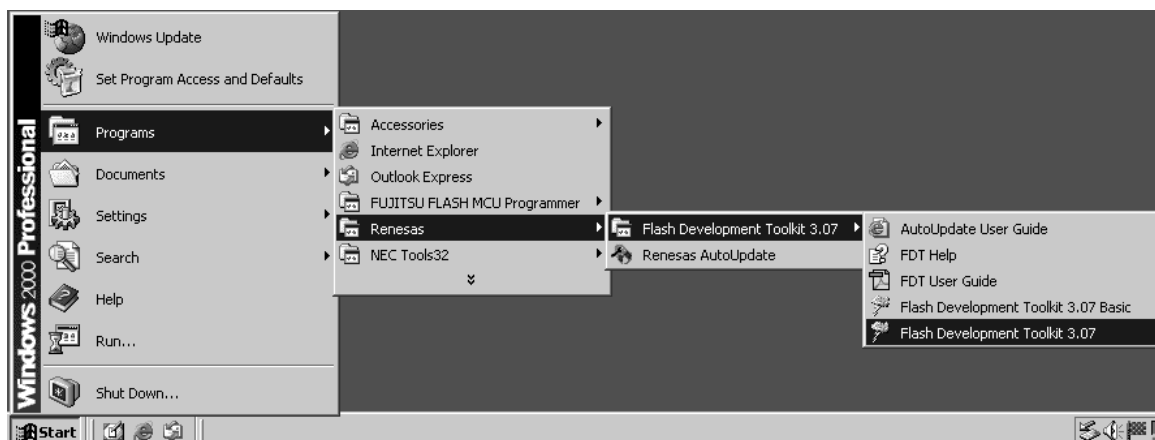 Windows 2000 Professional
Windows Update
Set Program Access and Defaults
Programs
Documents
Settings
Search
Help
Run...
Shut Down...
Accessories
Internet Explorer
Outlook Express
FUJITSU FLASH MCU Programmer
Renesas
NEC Tools32
Flash Development Toolkit 3.07
Renesas AutoUpdate
AutoUpdate User Guide
FDT Help
FDT User Guide
Flash Development Toolkit 3.07 Basic
Flash Development Toolkit 3.07
Start